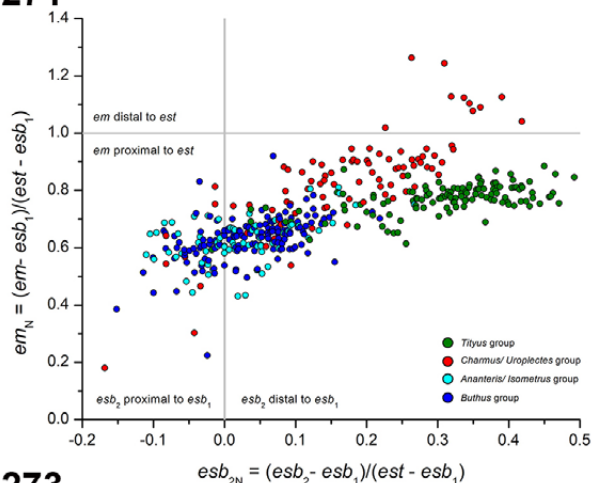 1.4
1.2
1.0
0.8
0.6
0.4
0.2
0.0
em_N = (em- esb_1)/(est - esb_1)
em distal to est
em proximal to est
esb_2 proximal to esb_1
esb_2 distal to esb_1
Tityus group
Charmus/ Uroplectes group
Ananteris/ Isometrus group
Buthus group
-0.2 -0.1 0.0 0.1 0.2 0.3 0.4 0.5
esb_2N = (esb_2- esb_1)/(est - esb_1)